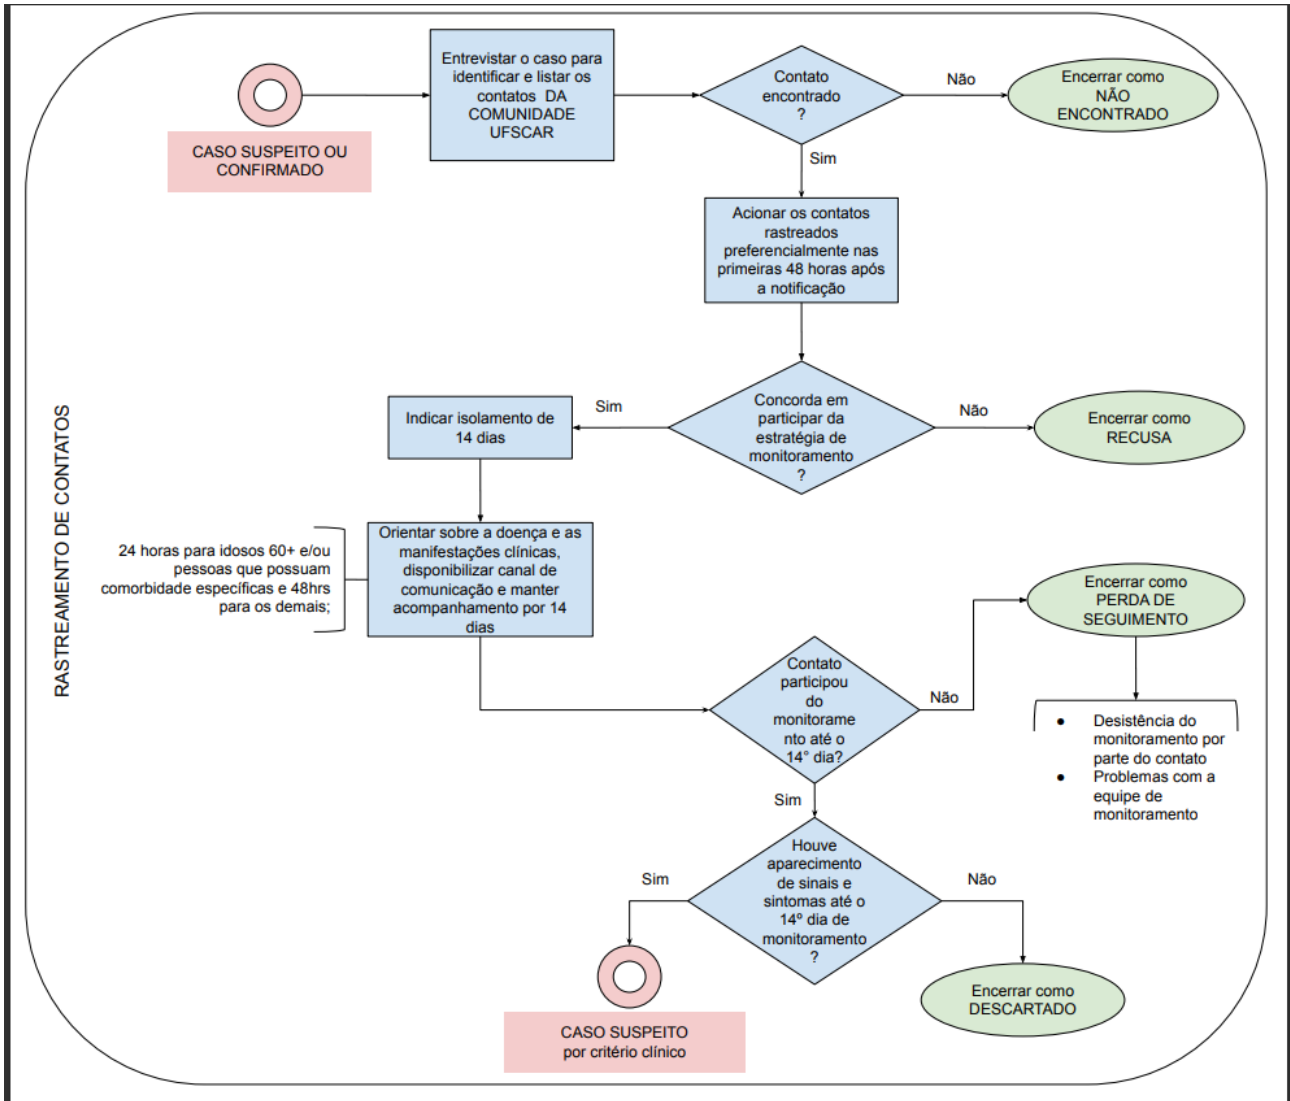 Entrevistar o caso para
identificar e listar os
contatos DA
COMUNIDADE
UFSCAR
Contato
encontrado
?
Não
Encerrar como
NÃO
ENCONTRADO
CASO SUSPEITO OU
CONFIRMADO
Sim
Acionar os contatos
rastreados
preferencialmente nas
primeiras 48 horas após
a notificação
Concorda em
participar da
estratégia de
monitoramento
?
Não
Encerrar como
RECUSA
Sim
Indicar isolamento de
14 dias
RASTREAMENTO DE CONTATOS
24 horas para idosos 60+ e/ou
pessoas que possuam
comorbidade específicas e 48hrs
para os demais;
Orientar sobre a doença e as
manifestações clínicas,
disponibilizar canal de
comunicação e manter
acompanhamento por 14
dias
Contato
participou
do
monitorame
nto até o
14° dia?
Não
Encerrar como
PERDA DE
SEGUIMENTO
● Desistência do
monitoramento por
parte do contato
● Problemas com a
equipe de
monitoramento
Sim
Houve
aparecimento
de sinais e
sintomas até o
14º dia de
monitoramento
?
Sim
Não
CASO SUSPEITO
por critério clínico
Encerrar como
DESCARTADO